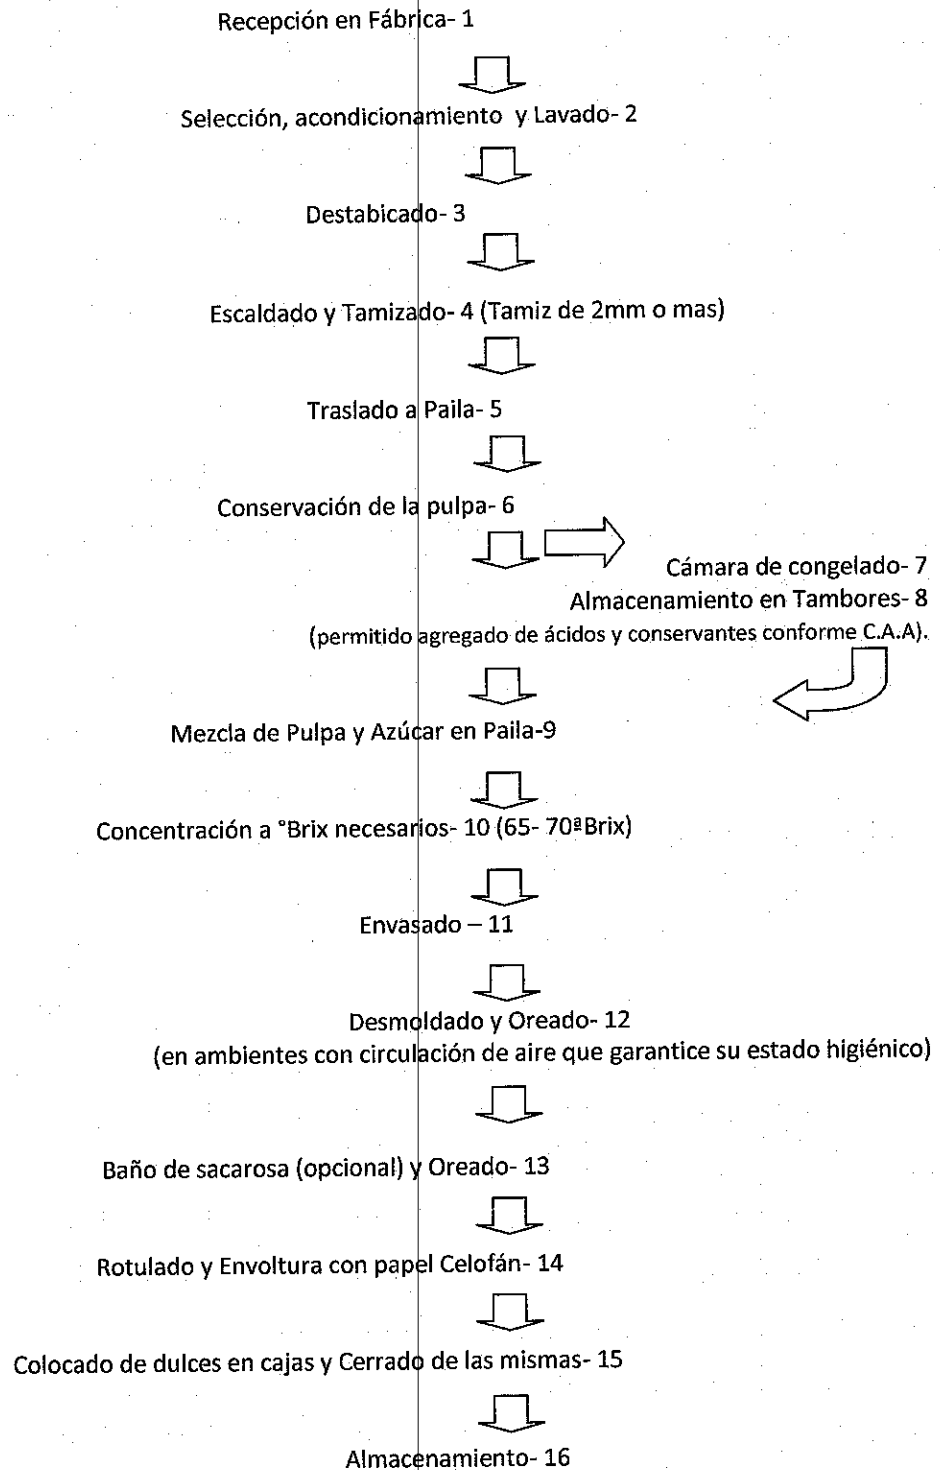 Recepción en Fábrica- 1
Selección, acondicionamiento y Lavado- 2
Destabicado- 3
Escaldado y Tamizado- 4 (Tamiz de 2mm o mas)
Traslado a Paila- 5
Conservación de la pulpa- 6
Cámara de congelado- 7
Almacenamiento en Tambores- 8
(permitido agregado de ácidos y conservantes conforme C.A.A).
Mezcla de Pulpa y Azúcar en Paila-9
Concentración a °Brix necesarios- 10 (65- 70ªBrix)
Envasado – 11
Desmoldado y Oreado- 12
(en ambientes con circulación de aire que garantice su estado higiénico)
Baño de sacarosa (opcional) y Oreado- 13
Rotulado y Envoltura con papel Celofán- 14
Colocado de dulces en cajas y Cerrado de las mismas- 15
Almacenamiento- 16